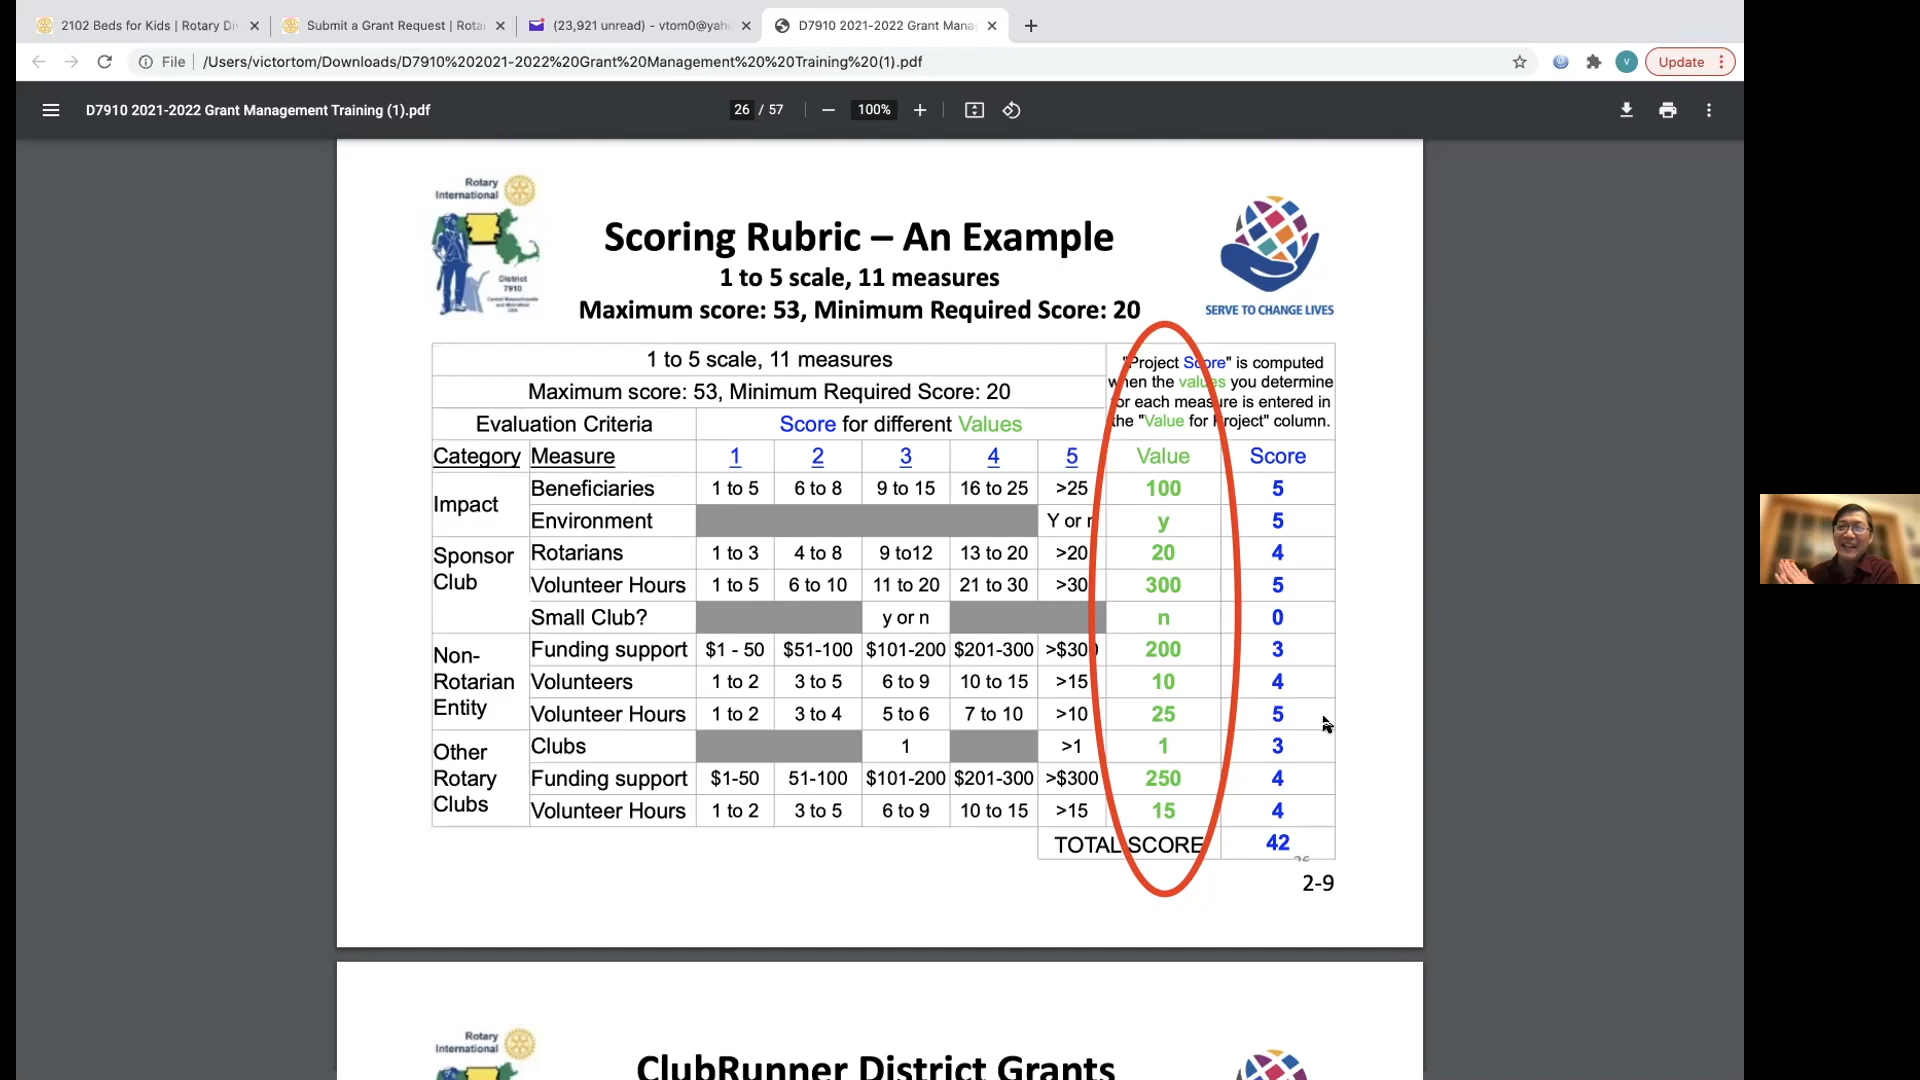 2102 Beds for Kids | Rotary Di
Submit a Grant Request | Rota
(23,921 unread) - vtom0@yah
D7910 2021-2022 Grant Mana
File
/Users/victortom/Downloads/D7910%202021-2022%20Grant%20Management%20%20Training%20(1).pdf
V
Update
D7910 2021-2022 Grant Management Training (1).pdf
26 / 57
100%
Rotary
International
District
7910
Scoring Rubric – An Example
1 to 5 scale, 11 measures
Maximum score: 53, Minimum Required Score: 20
SERVE TO CHANGE LIVES
1 to 5 scale, 11 measures
Maximum score: 53, Minimum Required Score: 20
"Project Score" is computed
when the values you determine
for each measure is entered in
the "Value for Project" column.
Evaluation Criteria Score for different Values
Category Measure 1 2 3 4 5 Value Score
Impact
Beneficiaries 1 to 5 6 to 8 9 to 15 16 to 25 >25 100 5
Environment Y or n y 5
Sponsor
Club
Rotarians 1 to 3 4 to 8 9 to12 13 to 20 >20 20 4
Volunteer Hours 1 to 5 6 to 10 11 to 20 21 to 30 >30 300 5
Small Club? y or n n 0
Non-
Rotarian
Entity
Funding support $1 - 50 $51-100 $101-200 $201-300 >$300 200 3
Volunteers 1 to 2 3 to 5 6 to 9 10 to 15 >15 10 4
Volunteer Hours 1 to 2 3 to 4 5 to 6 7 to 10 >10 25 5
Other
Rotary
Clubs
Clubs 1 >1 1 3
Funding support $1-50 51-100 $101-200 $201-300 >$300 250 4
Volunteer Hours 1 to 2 3 to 5 6 to 9 10 to 15 >15 15 4
TOTAL SCORE 42
26
2-9
Rotary
International
ClubRunner District Grants